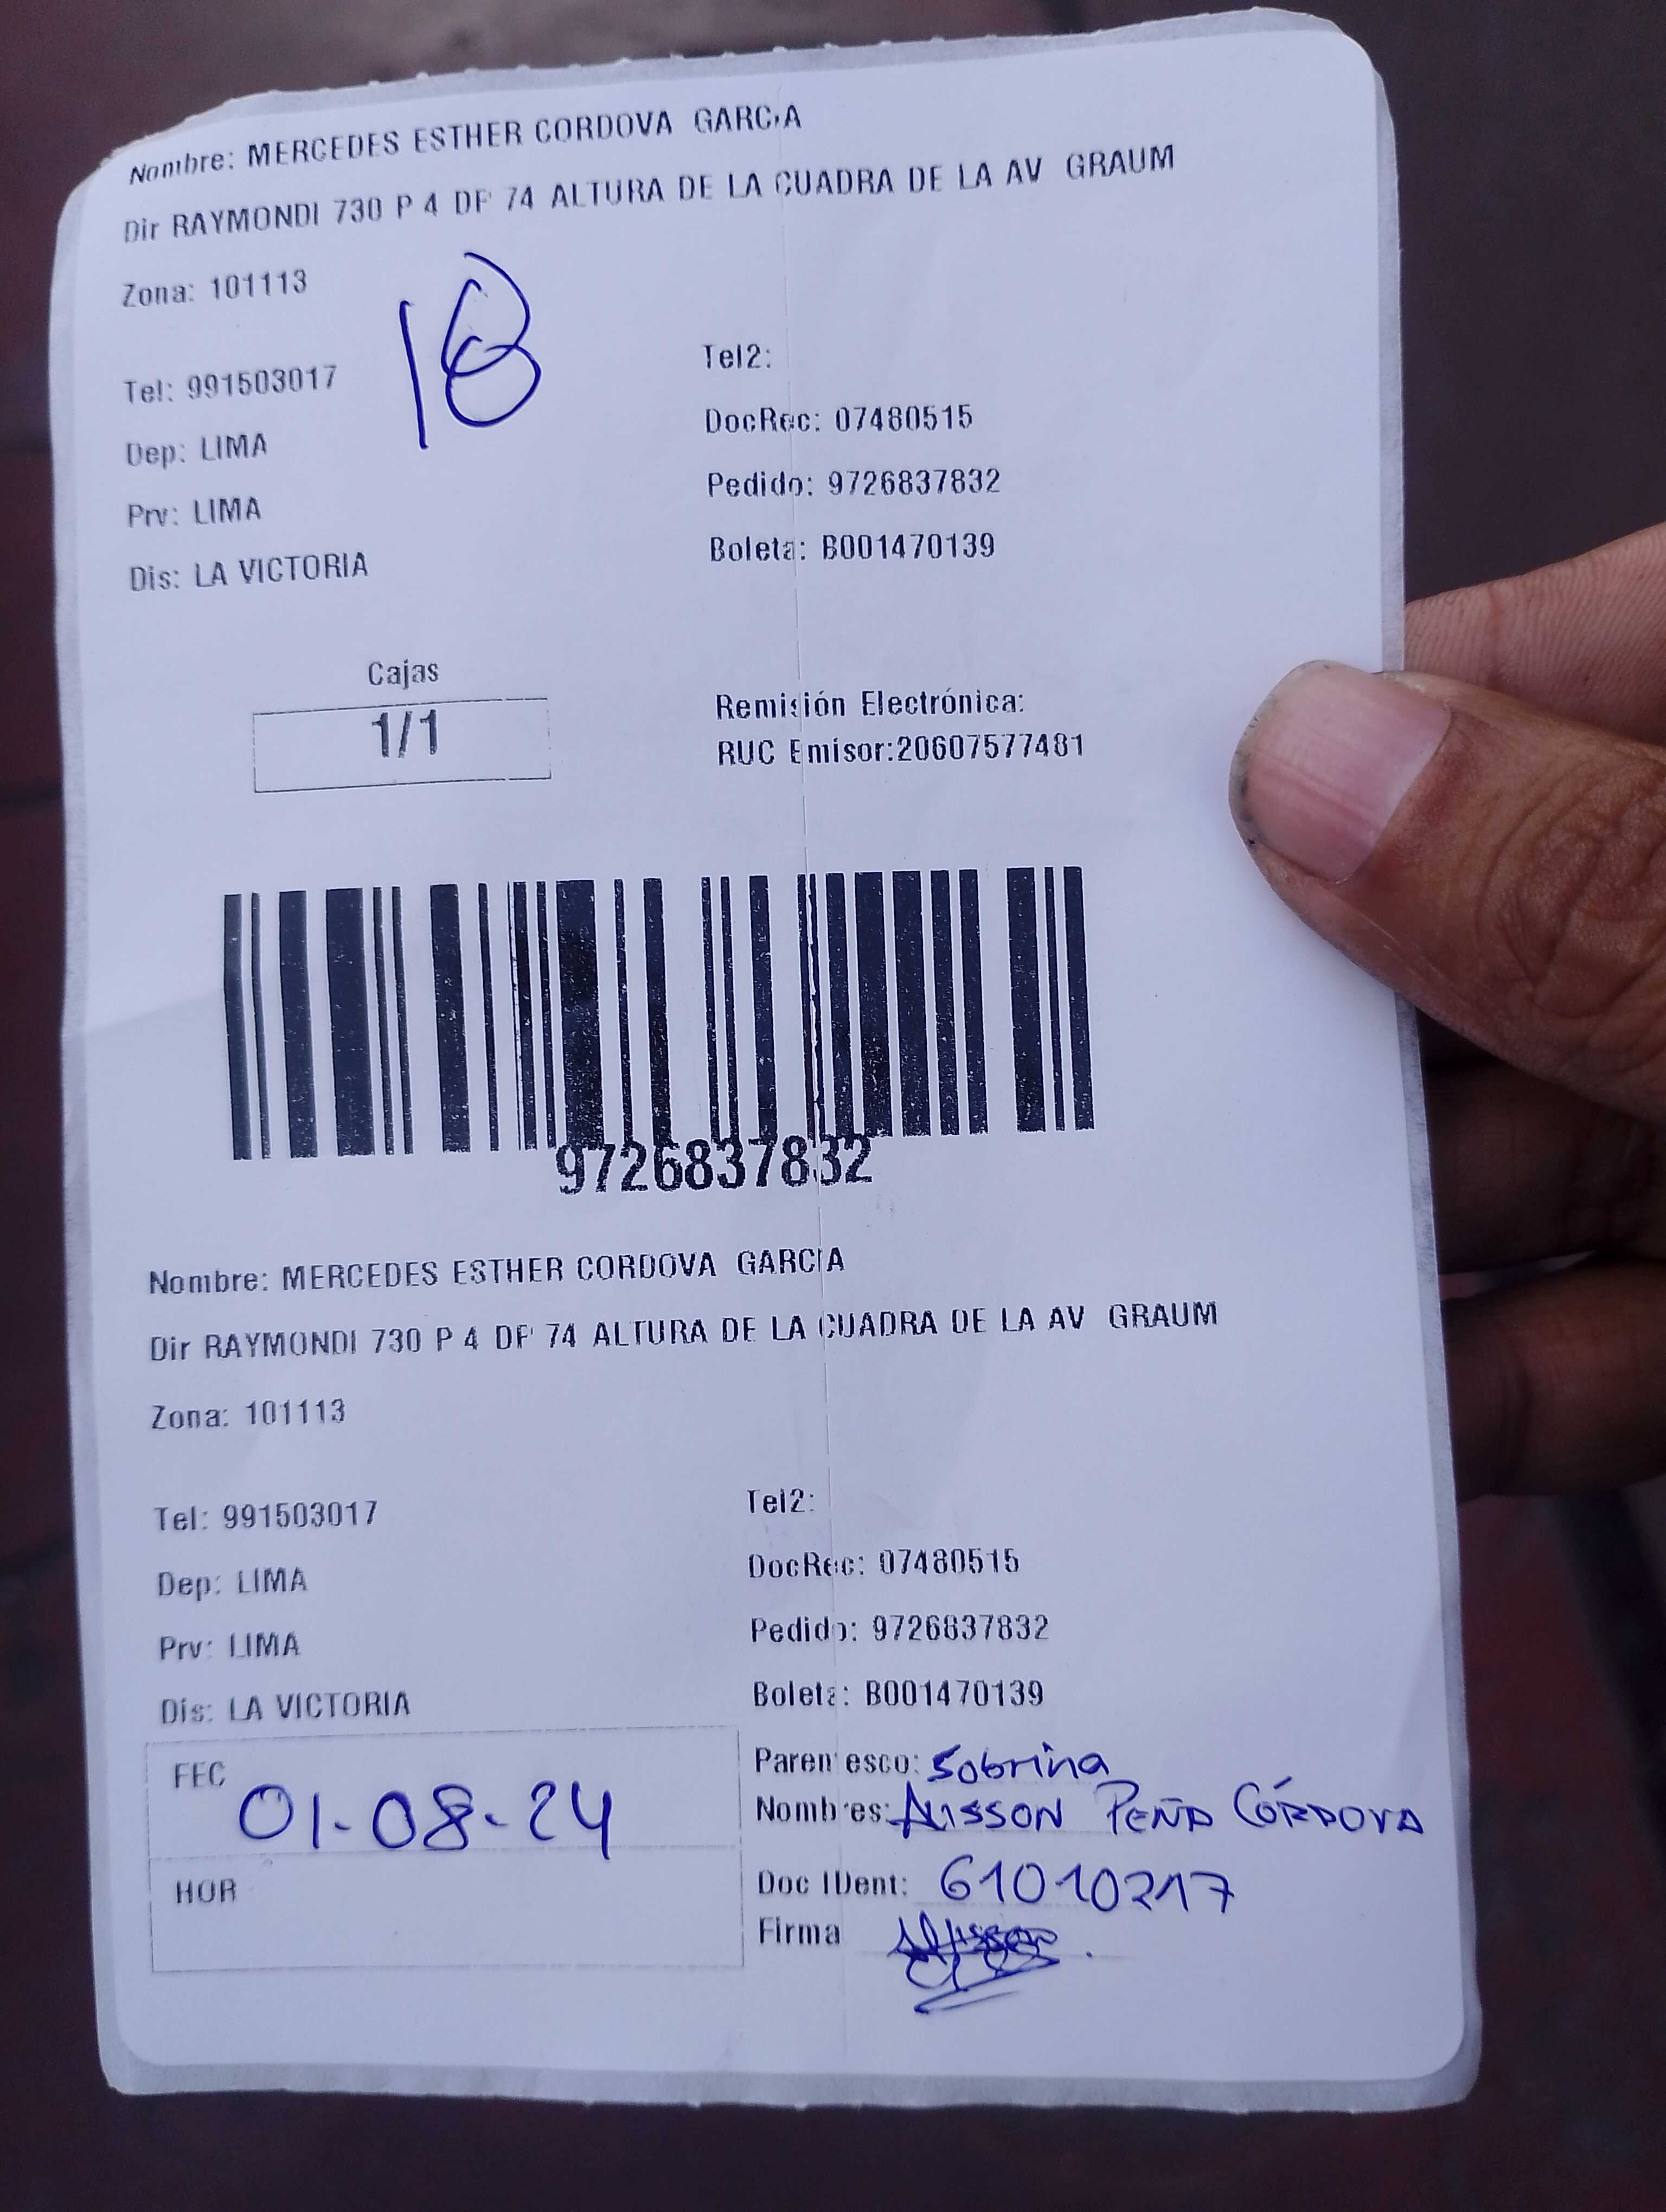 Nombre: MERCEDES ESTHER CORDOVA GARCIA
Dir RAYMONDI 730 P 4 DP 74 ALTURA DE LA CUADRA DE LA AV GRAUM
Zona: 101113
18
Tel: 991503017
Tel2:
Dep: LIMA
DocRec: 07480515
Prv: LIMA
Pedido: 9726837832
Dis: LA VICTORIA
Boleta: B001470139
Cajas
1/1
Remisión Electrónica:
RUC Emisor:20607577481
9726837832
Nombre: MERCEDES ESTHER CORDOVA GARCIA
Dir RAYMONDI 730 P 4 DP 74 ALTURA DE LA CUADRA DE LA AV GRAUM
Zona: 101113
Tel: 991503017
Tel2:
Dep: LIMA
DocRec: 07480515
Prv: LIMA
Pedido: 9726837832
Dis: LA VICTORIA
Boleta: B001470139
FEC 01-08-24
HOR
Parentesco: Sobrina
Nombres: ALISSON PEÑA CÓRDOVA
Doc IDent: 61010217
Firma